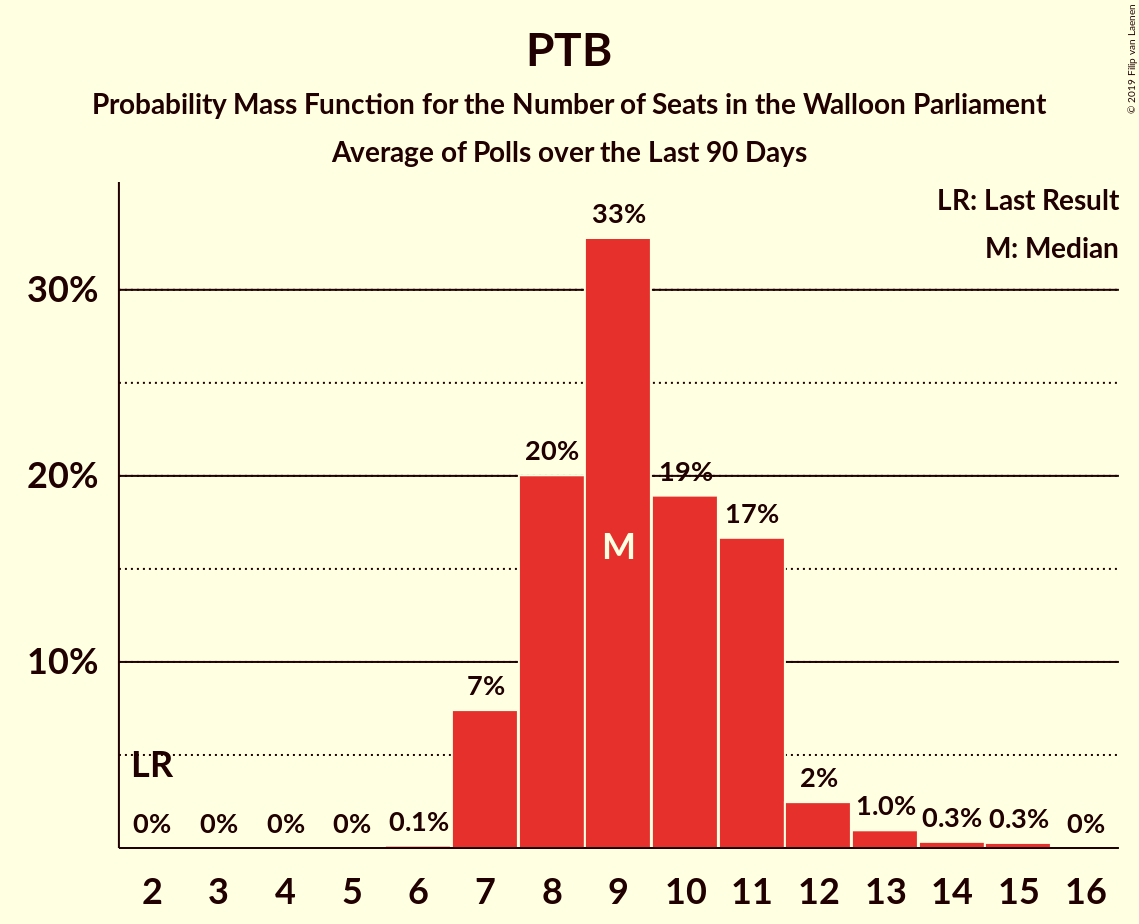 PTB
Probability Mass Function for the Number of Seats in the Walloon Parliament
Average of Polls over the Last 90 Days
© 2019 Filip van Laenen
LR: Last Result
M: Median
30%
20%
10%
LR
0%
0%
0%
0%
0.1%
7%
20%
33%
M
19%
17%
2%
1.0%
0.3%
0.3%
0%
2 3 4 5 6 7 8 9 10 11 12 13 14 15 16